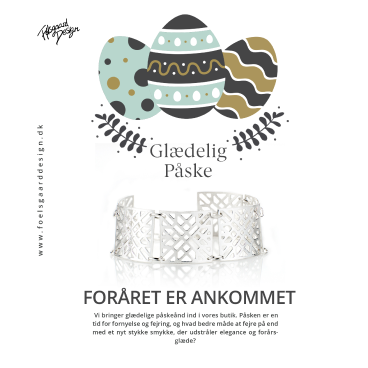 Føelsgaard
Design
www.foelsgaarddesign.dk
Glædelig
Påske
FORÅRET ER ANKOMMET
Vi bringer glædelige påskeånd ind i vores butik. Påsken er en
tid for fornyelse og fejring, og hvad bedre måde at fejre på end
med et nyt stykke smykke, der udstråler elegance og forårs-
glæde?